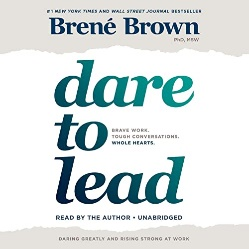 #1 NEW YORK TIMES AND WALL STREET JOURNAL BESTSELLER
Brené Brown
PhD, MSW
dare
to
BRAVE WORK.
TOUGH CONVERSATIONS.
WHOLE HEARTS.
lead
READ BY THE AUTHOR • UNABRIDGED
DARING GREATLY AND RISING STRONG AT WORK